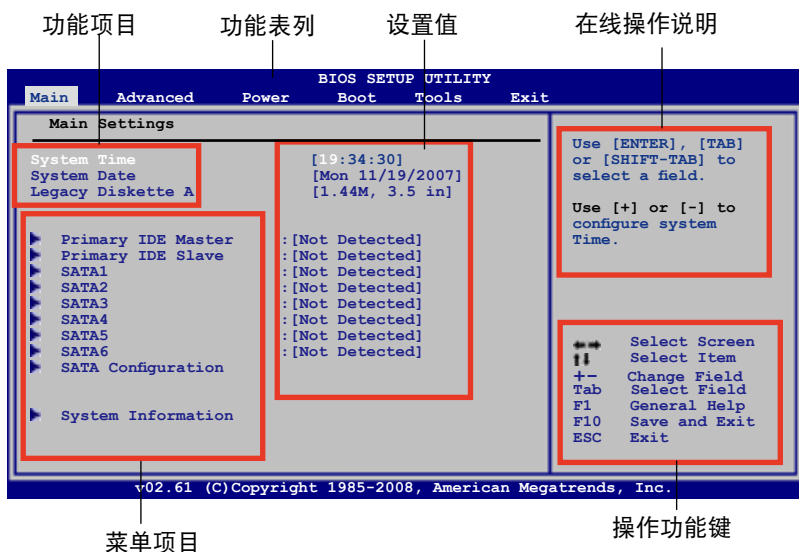 功能项目 功能表列 设置值 在线操作说明
BIOS SETUP UTILITY
Main Advanced Power Boot Tools Exit
Main Settings
System Time [19:34:30]
System Date [Mon 11/19/2007]
Legacy Diskette A [1.44M, 3.5 in]
Primary IDE Master :[Not Detected]
Primary IDE Slave :[Not Detected]
SATA1 :[Not Detected]
SATA2 :[Not Detected]
SATA3 :[Not Detected]
SATA4 :[Not Detected]
SATA5 :[Not Detected]
SATA6 :[Not Detected]
SATA Configuration
System Information
Use [ENTER], [TAB]
or [SHIFT-TAB] to
select a field.
Use [+] or [-] to
configure system
Time.
←→ Select Screen
↑↓ Select Item
+- Change Field
Tab Select Field
F1 General Help
F10 Save and Exit
ESC Exit
v02.61 (C)Copyright 1985-2008, American Megatrends, Inc.
菜单项目 操作功能键